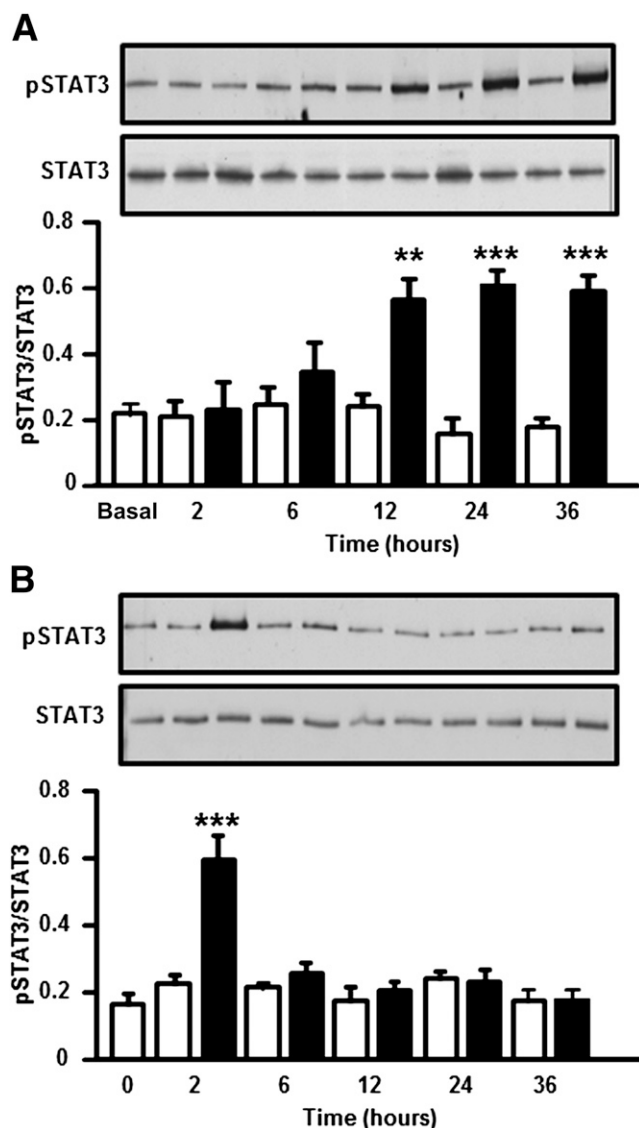 A
pSTAT3
STAT3
0.8
0.6
0.4
0.2
0
pSTAT3/STAT3
** *** ***
Basal 2 6 12 24 36
Time (hours)
B
pSTAT3
STAT3
0.8
0.6
0.4
0.2
0
pSTAT3/STAT3
***
0 2 6 12 24 36
Time (hours)